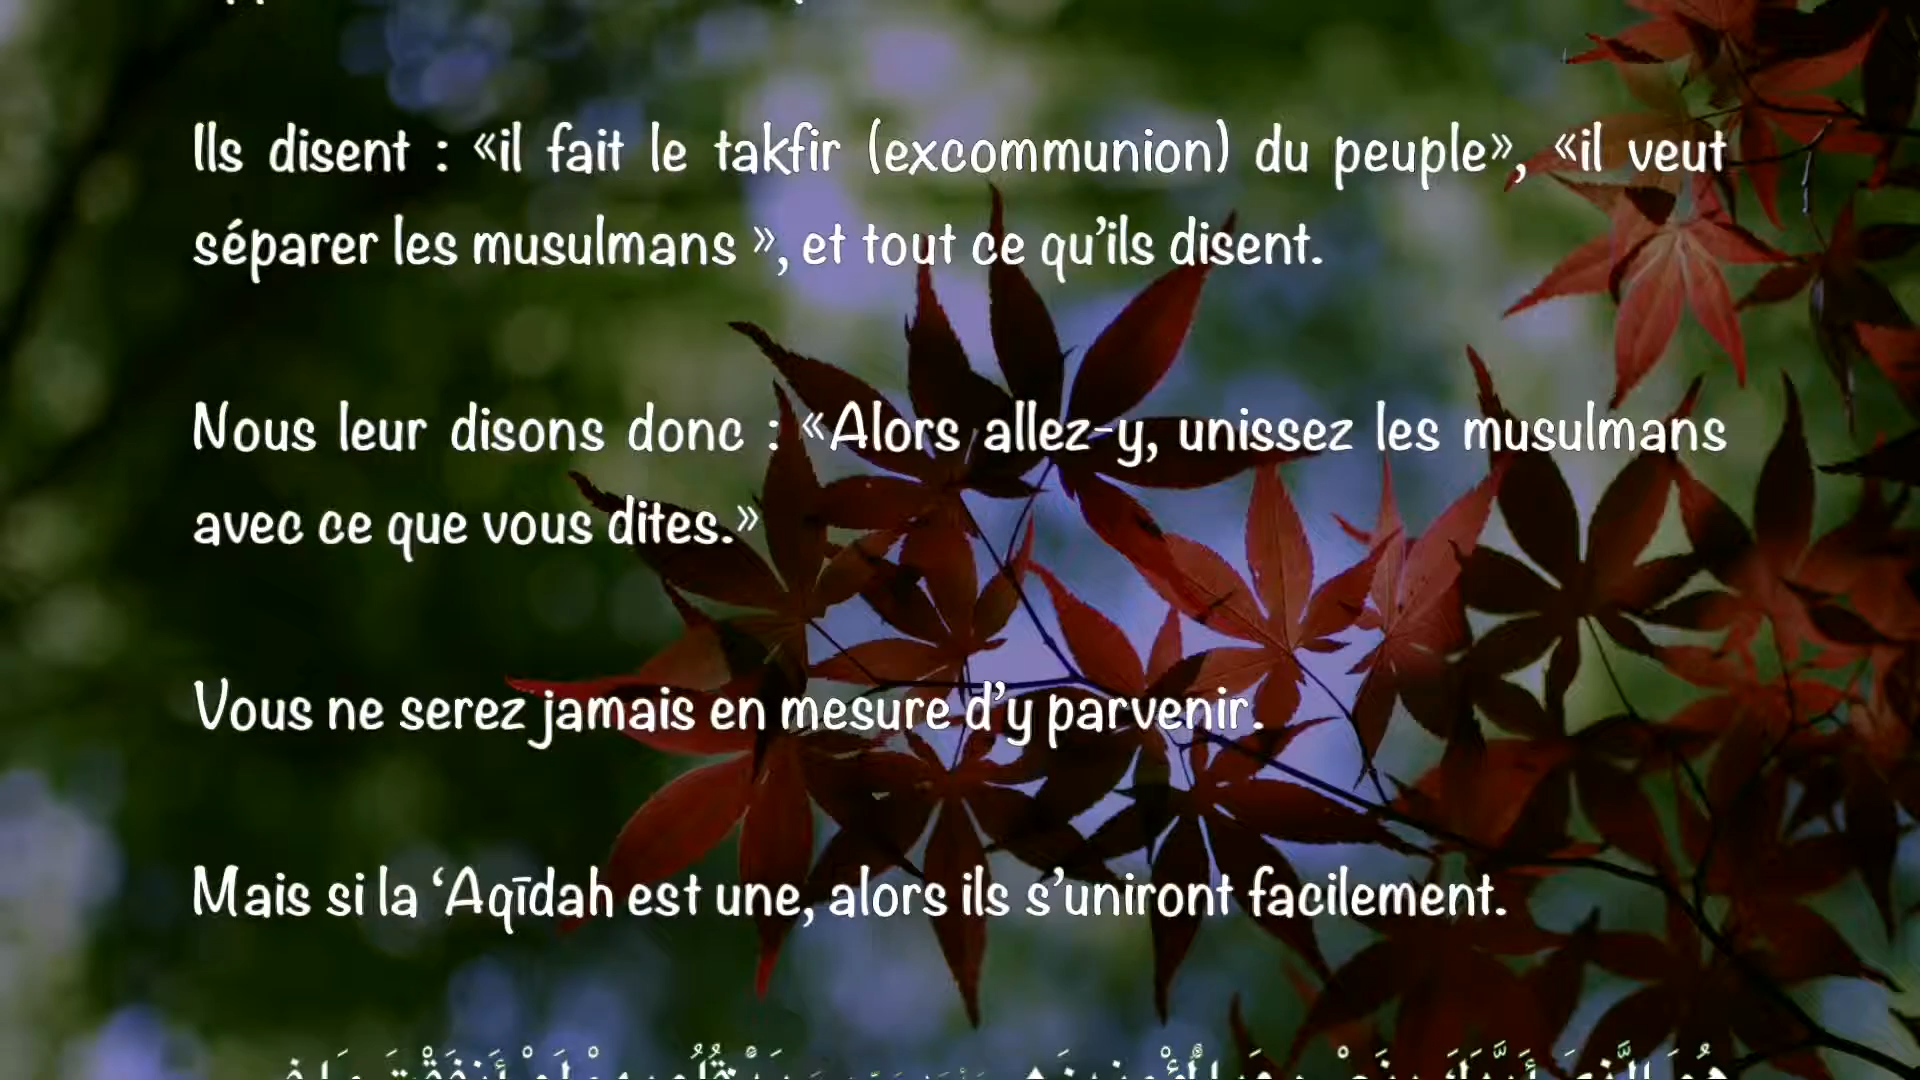 Ils disent : «il fait le takfir (excommunion) du peuple», «il veut
séparer les musulmans », et tout ce qu’ils disent.
Nous leur disons donc : «Alors allez-y, unissez les musulmans
avec ce que vous dites.»
Vous ne serez jamais en mesure d’y parvenir.
Mais si la ‘Aqīdah est une, alors ils s’uniront facilement.